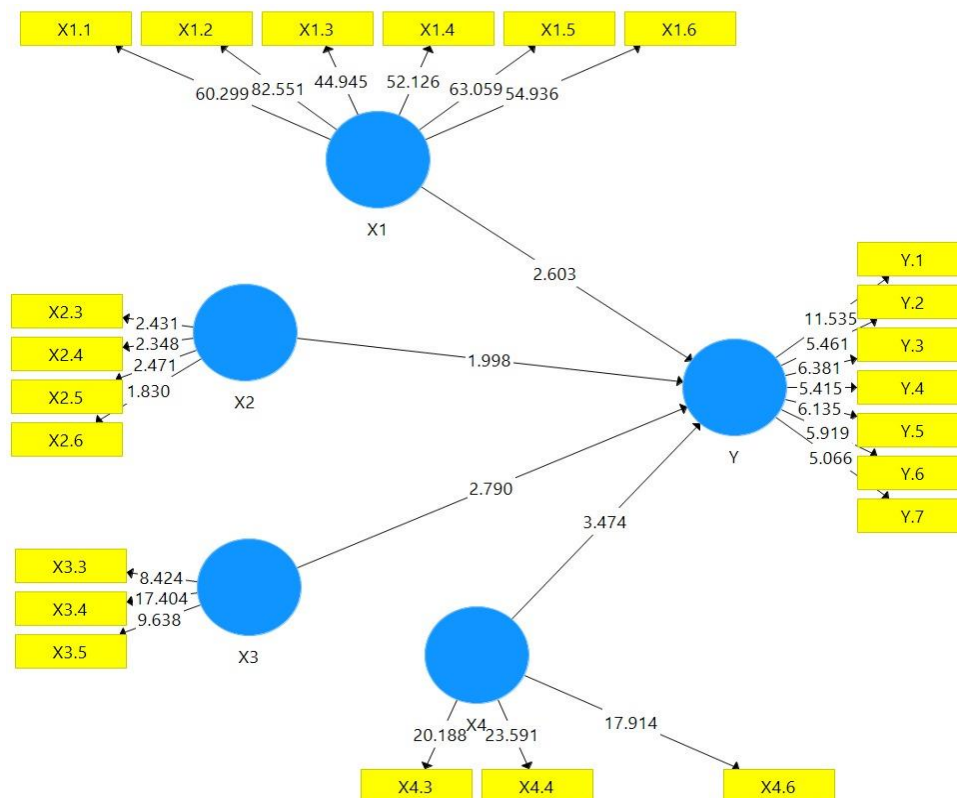 X1.1 X1.2 X1.3 X1.4 X1.5 X1.6
60.299 82.551 44.945 52.126 63.059 54.936
X1
2.603
X2.3
X2.4
X2.5
X2.6
2.431
2.348
2.471
1.830
X2
1.998
Y.1
Y.2
Y.3
Y.4
Y.5
Y.6
Y.7
11.535
5.461
6.381
5.415
6.135
5.919
5.066
Y
2.790
3.474
X3.3
X3.4
X3.5
8.424
17.404
9.638
X3
X4
20.188 23.591 17.914
X4.3 X4.4 X4.6